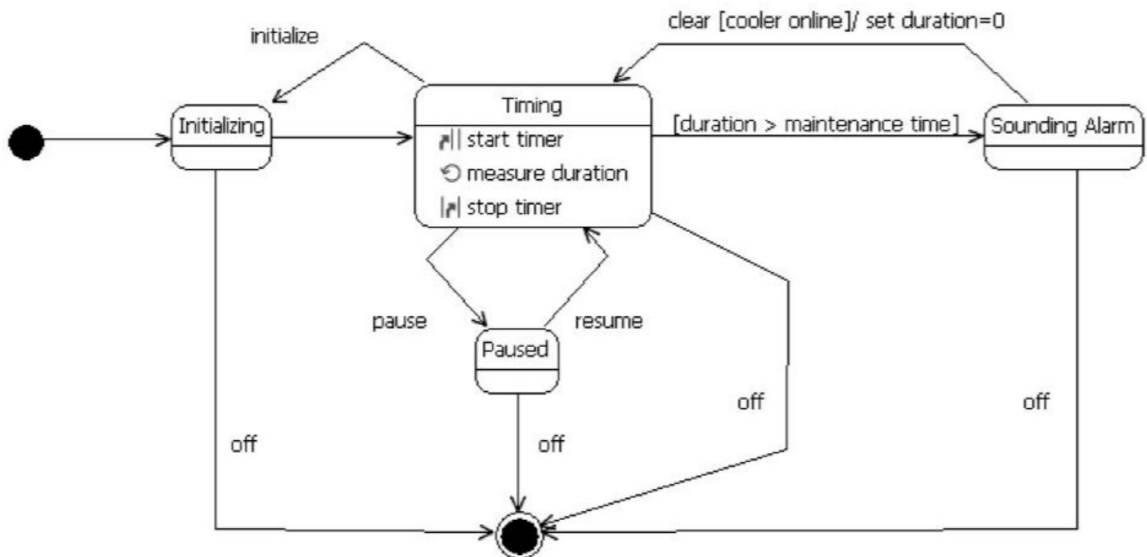 clear [cooler online]/ set duration=0
initialize
Timing
Initializing
start timer
[duration > maintenance time]
Sounding Alarm
measure duration
stop timer
pause
resume
Paused
off
off
off
off